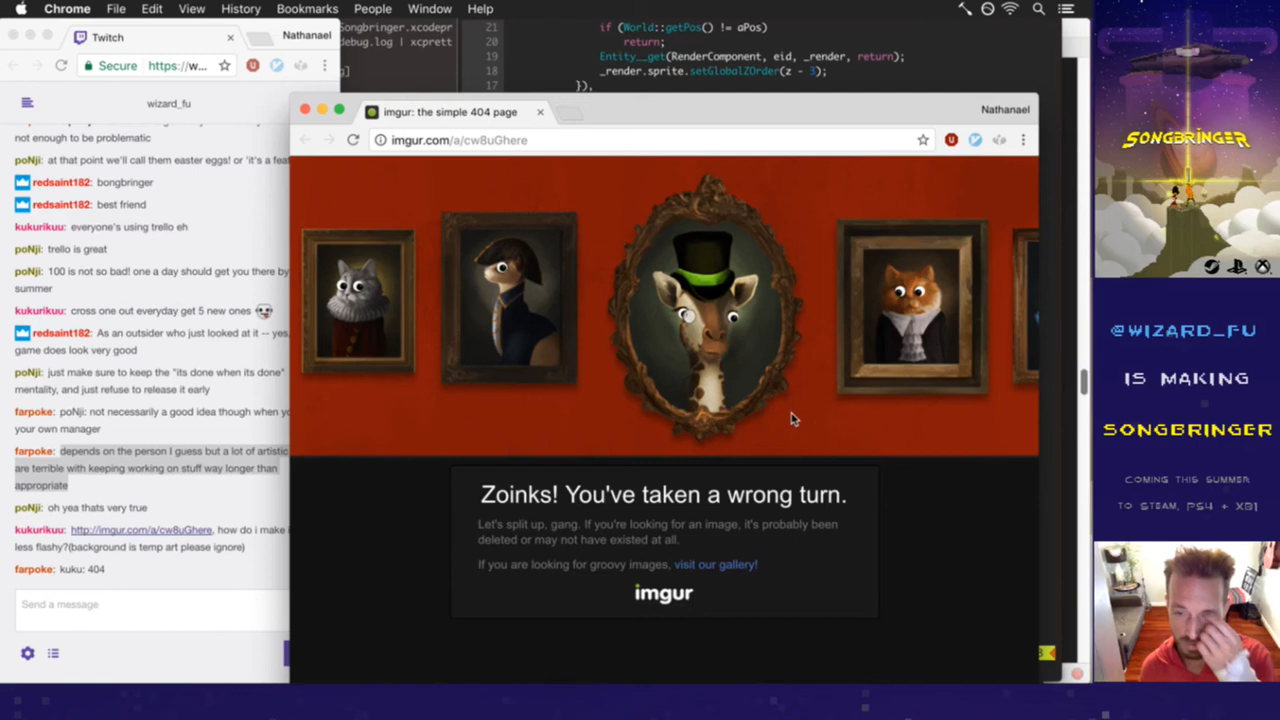 Chrome File Edit View History Bookmarks People Window Help
Twitch
Nathanael
Secure https://w...
wizard_fu
not enough to be problematic
poNji: at that point we'll call them easter eggs! or 'it's a fea
redsaint182: bongbringer
redsaint182: best friend
kukurikuu: everyone's using trello eh
poNji: trello is great
poNji: 100 is not so bad! one a day should get you there by
summer
kukurikuu: cross one out everyday get 5 new ones
redsaint182: As an outsider who just looked at it -- yes,
game does look very good
poNji: just make sure to keep the "its done when its done"
mentality, and just refuse to release it early
farpoke: poNji: not necessarily a good idea though when yo
your own manager
farpoke: depends on the person I guess but a lot of artistic
are terrible with keeping working on stuff way longer than
appropriate
poNji: oh yea thats very true
kukurikuu: http://imgur.com/a/cw8uGhere, how do i make i
less flashy?(background is temp art please ignore)
farpoke: kuku: 404
Send a message
Songbringer.xcodepr
debug.log | xcprett
]
21 if (World::getPos() != aPos)
20 return;
19 Entity__get(RenderComponent, eid, _render, return);
18 _render.sprite.setGlobalZOrder(z - 3);
17 }),
imgur: the simple 404 page
Nathanael
imgur.com/a/cw8uGhere
Zoinks! You've taken a wrong turn.
Let's split up, gang. If you're looking for an image, it's probably been
deleted or may not have existed at all.
If you are looking for groovy images, visit our gallery!
imgur
SONGBRINGER
@WIZARD_FU
IS MAKING
SONGBRINGER
COMING THIS SUMMER
TO STEAM, PS4 + XB1